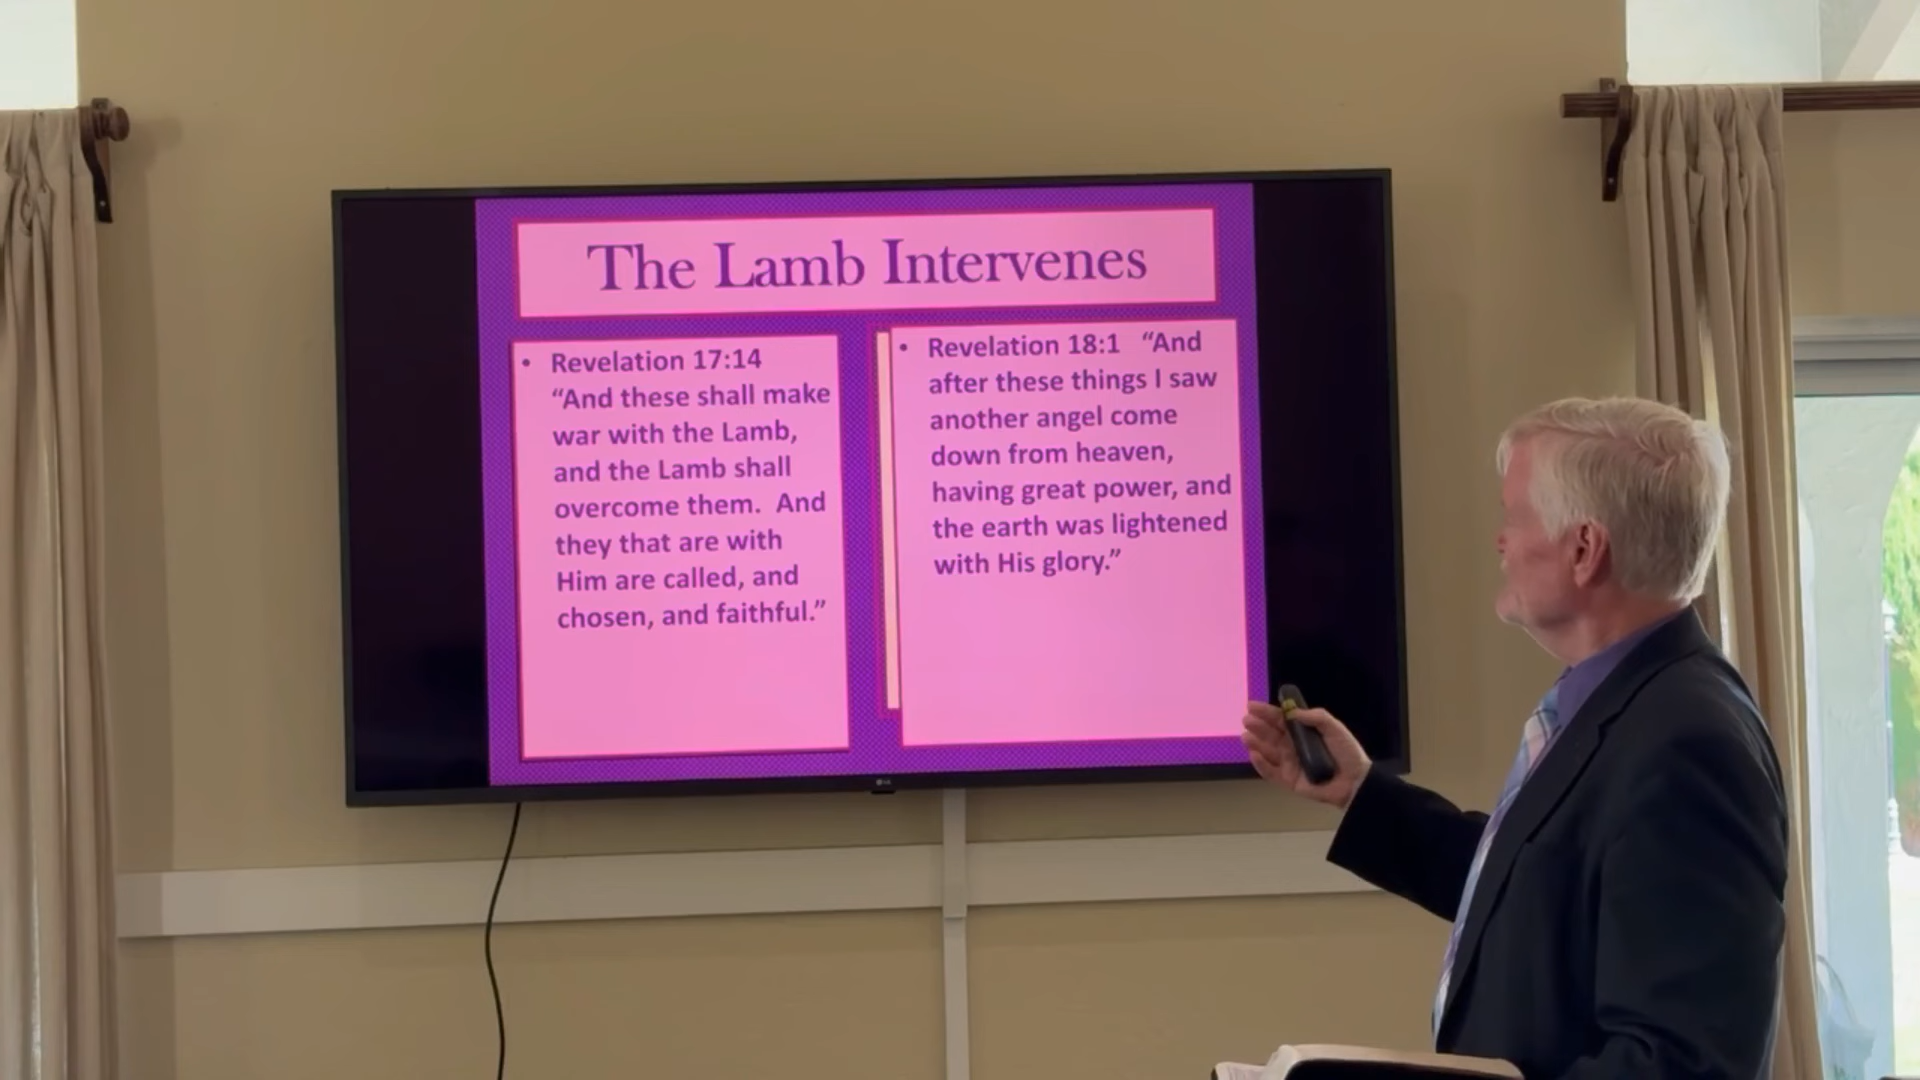 The Lamb Intervenes
• Revelation 17:14
“And these shall make
war with the Lamb,
and the Lamb shall
overcome them. And
they that are with
Him are called, and
chosen, and faithful.”
• Revelation 18:1 “And
after these things I saw
another angel come
down from heaven,
having great power, and
the earth was lightened
with His glory.”
LG